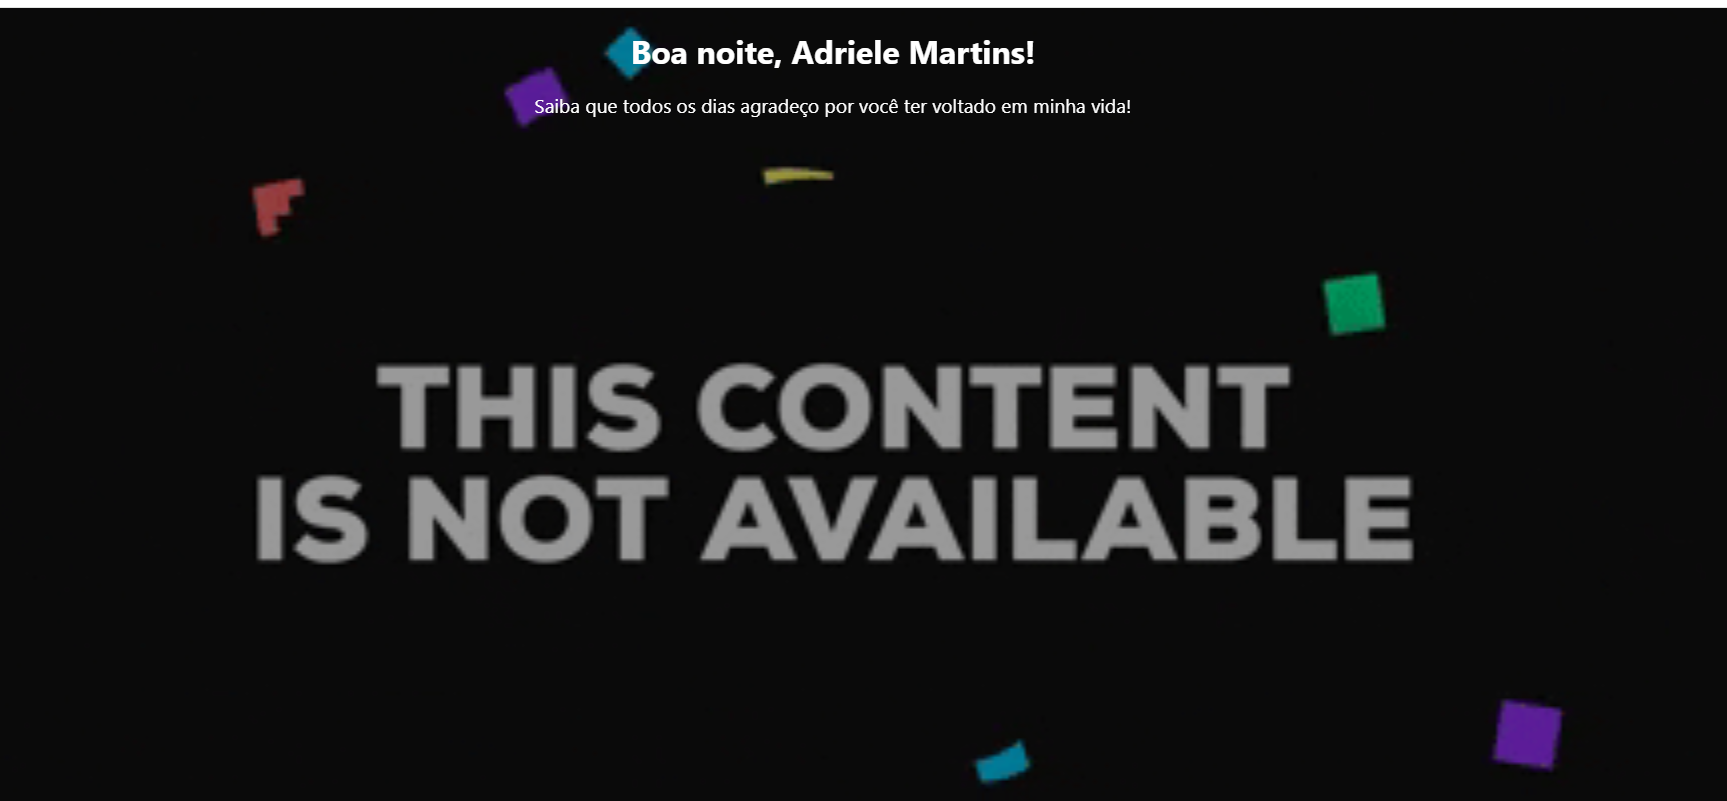 Boa noite, Adriele Martins!
Saiba que todos os dias agradeço por você ter voltado em minha vida!
THIS CONTENT
IS NOT AVAILABLE